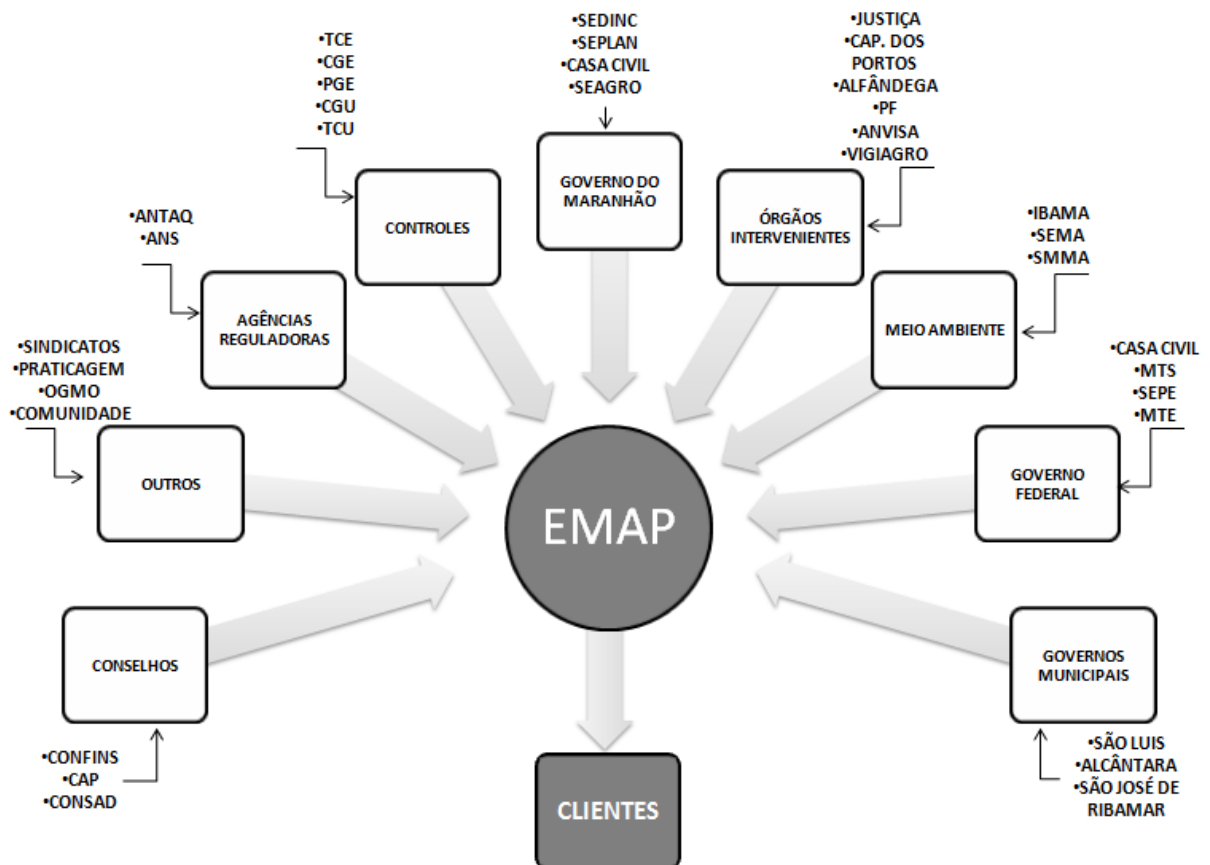 •SEDINC
•SEPLAN
•CASA CIVIL
•SEAGRO
GOVERNO DO
MARANHÃO
•TCE
•CGE
•PGE
•CGU
•TCU
CONTROLES
•JUSTIÇA
•CAP. DOS
PORTOS
•ALFÂNDEGA
•PF
•ANVISA
•VIGIAGRO
ÓRGÃOS
INTERVENIENTES
•ANTAQ
•ANS
AGÊNCIAS
REGULADORAS
•IBAMA
•SEMA
•SMMA
MEIO AMBIENTE
•SINDICATOS
•PRATICAGEM
•OGMO
•COMUNIDADE
OUTROS
•CASA CIVIL
•MTS
•SEPE
•MTE
GOVERNO
FEDERAL
EMAP
CONSELHOS
•CONFINS
•CAP
•CONSAD
GOVERNOS
MUNICIPAIS
•SÃO LUIS
•ALCÂNTARA
•SÃO JOSÉ DE
RIBAMAR
CLIENTES